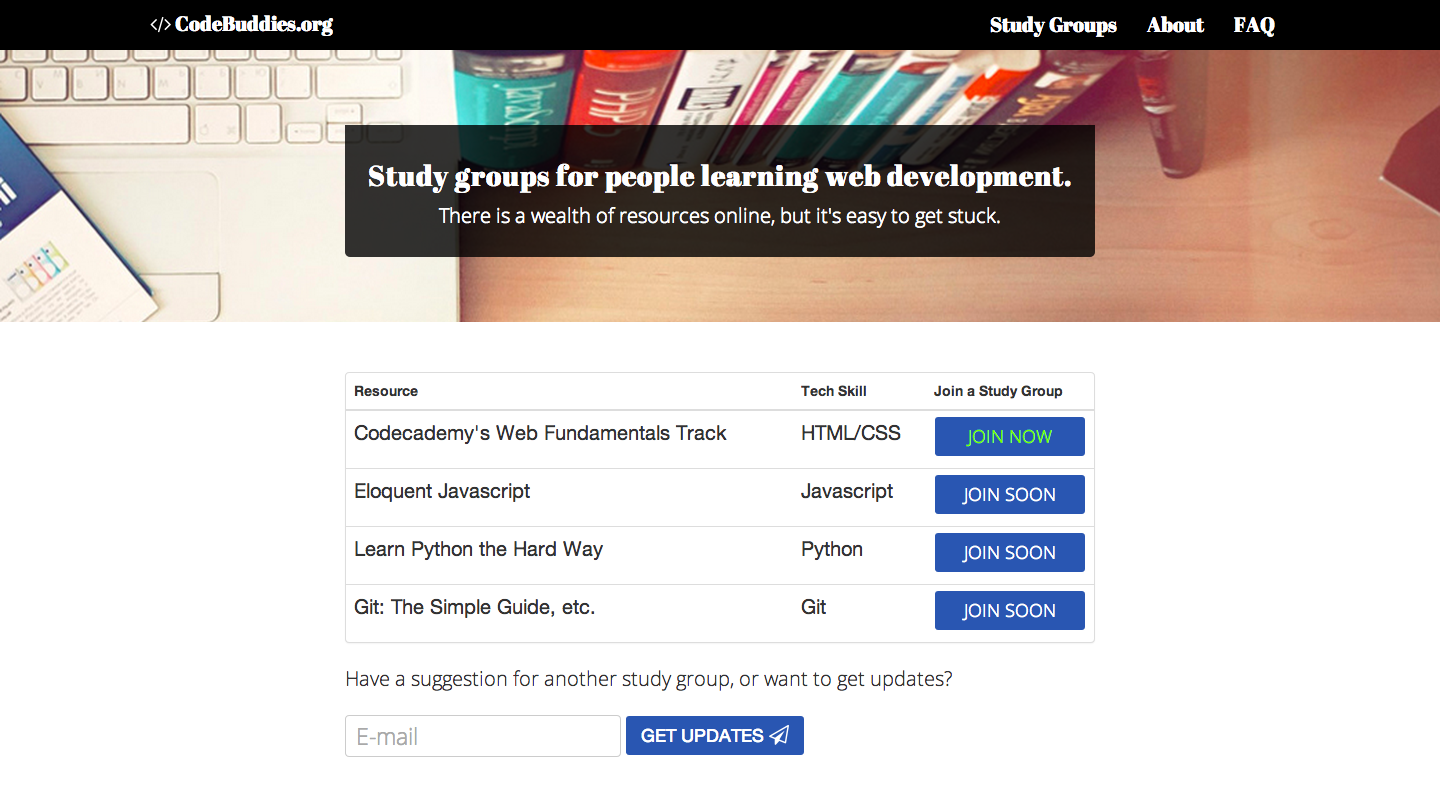 </> CodeBuddies.org
Study Groups About FAQ
JavaScript PHP
Study groups for people learning web development.
There is a wealth of resources online, but it's easy to get stuck.
Resource Tech Skill Join a Study Group
Codecademy's Web Fundamentals Track HTML/CSS JOIN NOW
Eloquent Javascript Javascript JOIN SOON
Learn Python the Hard Way Python JOIN SOON
Git: The Simple Guide, etc. Git JOIN SOON
Have a suggestion for another study group, or want to get updates?
E-mail GET UPDATES